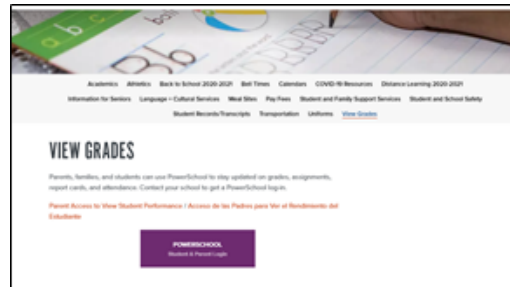 a b c
Academics Athletics Back to School 2020-2021 Bell Times Calendars COVID-19 Resources Distance Learning 2020-2021
Information for Seniors Language + Cultural Services Meal Sites Pay Fees Student and Family Support Services Student and School Safety
Student Records/Transcripts Transportation Uniforms View Grades
VIEW GRADES
Parents, families, and students can use PowerSchool to stay updated on grades, assignments,
report cards, and attendance. Contact your school to get a PowerSchool log-in.
Parent Access to View Student Performance / Acceso de las Padres para Ver el Rendimiento del
Estudiante
POWERSCHOOL
Student & Parent Login